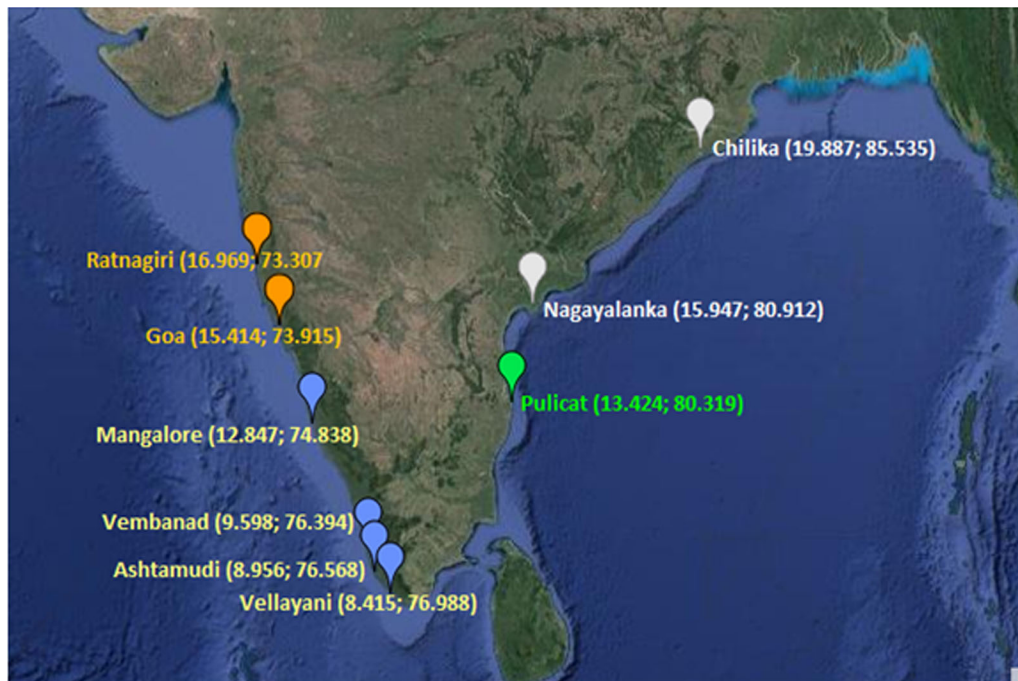 Chilika (19.887; 85.535)
Ratnagiri (16.969; 73.307
Nagayalanka (15.947; 80.912)
Goa (15.414; 73.915)
Pulicat (13.424; 80.319)
Mangalore (12.847; 74.838)
Vembanad (9.598; 76.394)
Ashtamudi (8.956; 76.568)
Vellayani (8.415; 76.988)